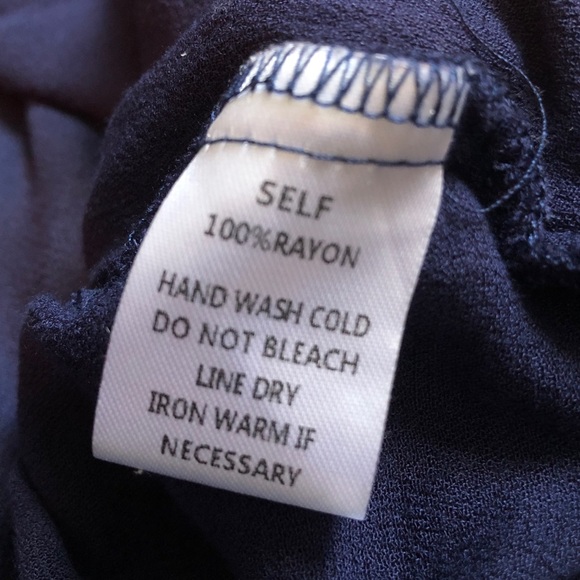 SELF
100%RAYON
HAND WASH COLD
DO NOT BLEACH
LINE DRY
IRON WARM IF
NECESSARY